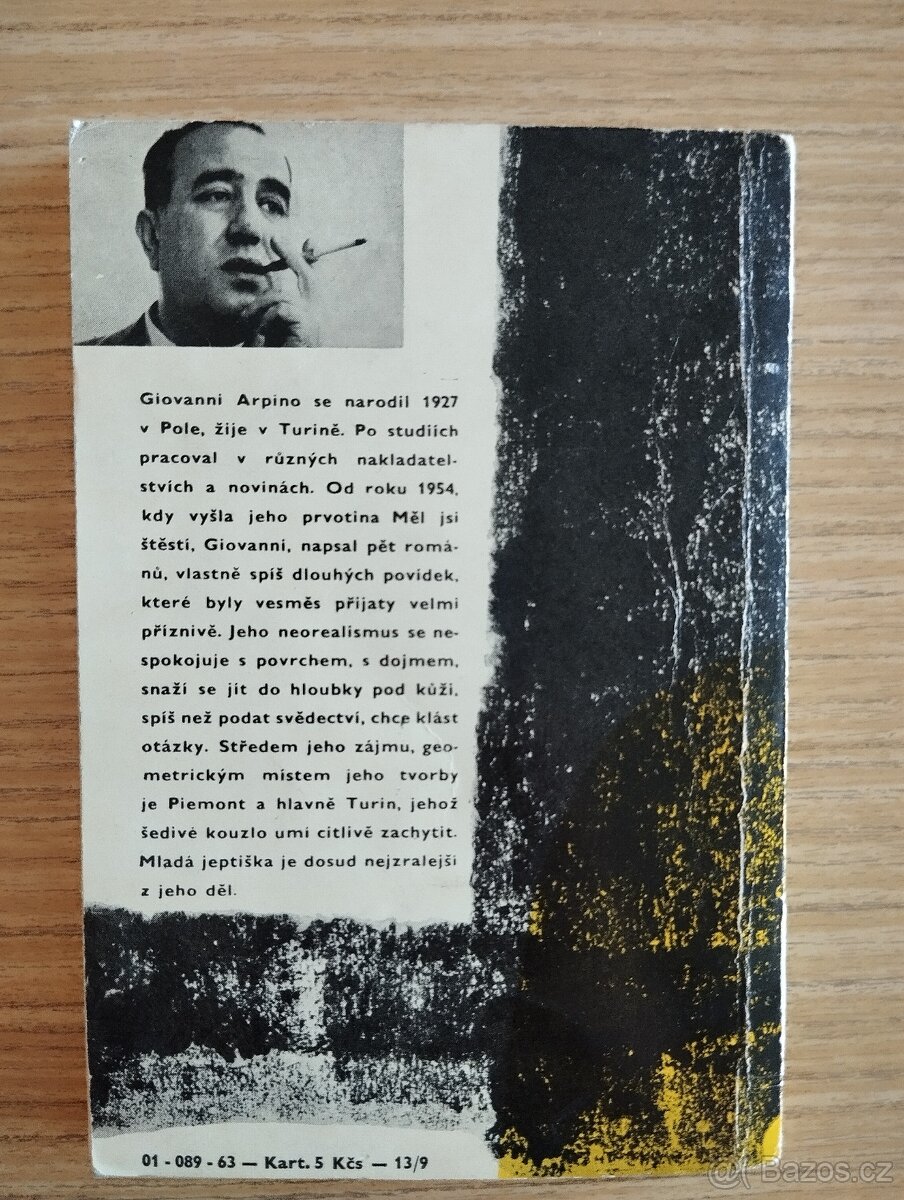 Giovanni Arpino se narodil 1927
v Pole, žije v Turině. Po studiích
pracoval v různých nakladatel-
stvích a novinách. Od roku 1954,
kdy vyšla jeho prvotina Měl jsi
štěstí, Giovanni, napsal pět romá-
nů, vlastně spíš dlouhých povídek,
které byly vesměs přijaty velmi
příznivě. Jeho neorealismus se ne-
spokojuje s povrchem, s dojmem,
snaží se jít do hloubky pod kůži,
spíš než podat svědectví, chce klást
otázky. Středem jeho zájmu, geo-
metrickým místem jeho tvorby
je Piemont a hlavně Turin, jehož
šedivé kouzlo umí citlivě zachytit.
Mladá jeptiška je dosud nejzralejší
z jeho děl.
01 - 089 - 63 — Kart. 5 Kčs — 13/9
Bazos.cz